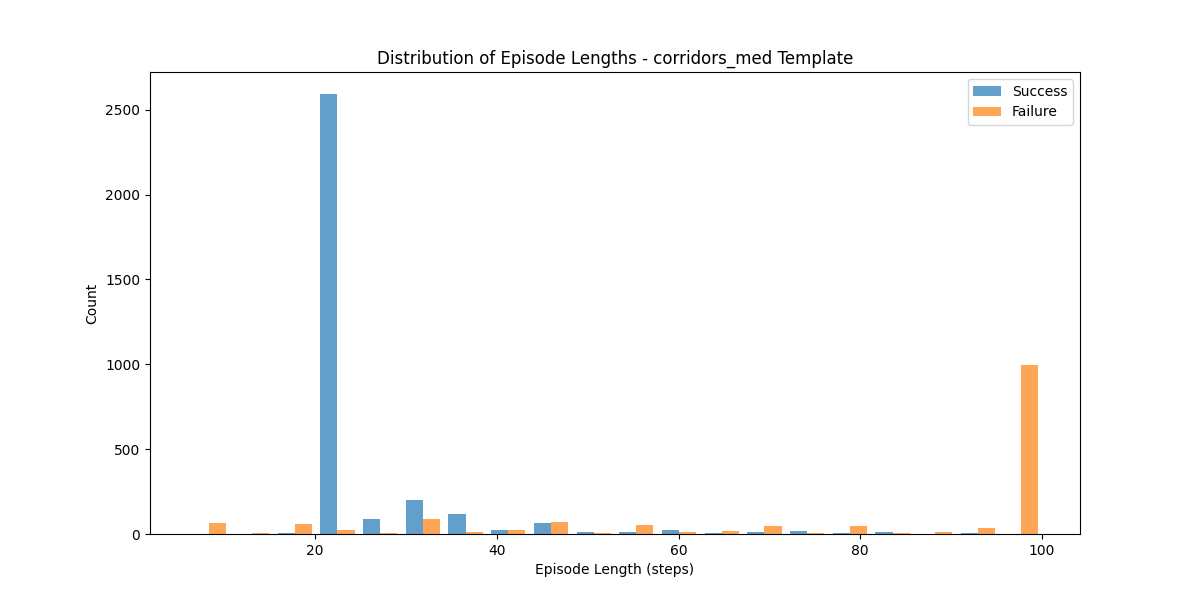 Distribution of Episode Lengths - corridors_med Template
Success
Failure
2500
2000
1500
1000
500
0
Count
20 40 60 80 100
Episode Length (steps)